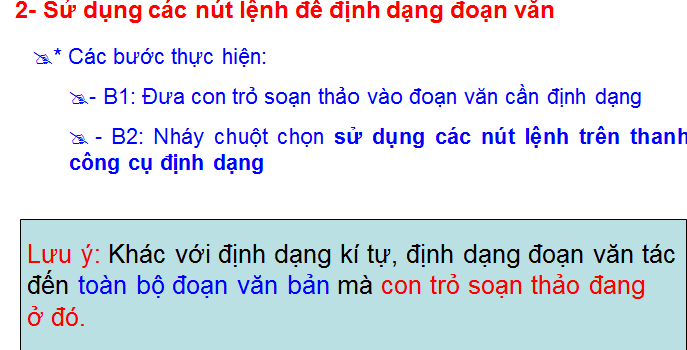 2- Sử dụng các nút lệnh để định dạng đoạn văn
* Các bước thực hiện:
- B1: Đưa con trỏ soạn thảo vào đoạn văn cần định dạng
- B2: Nháy chuột chọn sử dụng các nút lệnh trên thanh
công cụ định dạng
Lưu ý: Khác với định dạng kí tự, định dạng đoạn văn tác
đến toàn bộ đoạn văn bản mà con trỏ soạn thảo đang
ở đó.